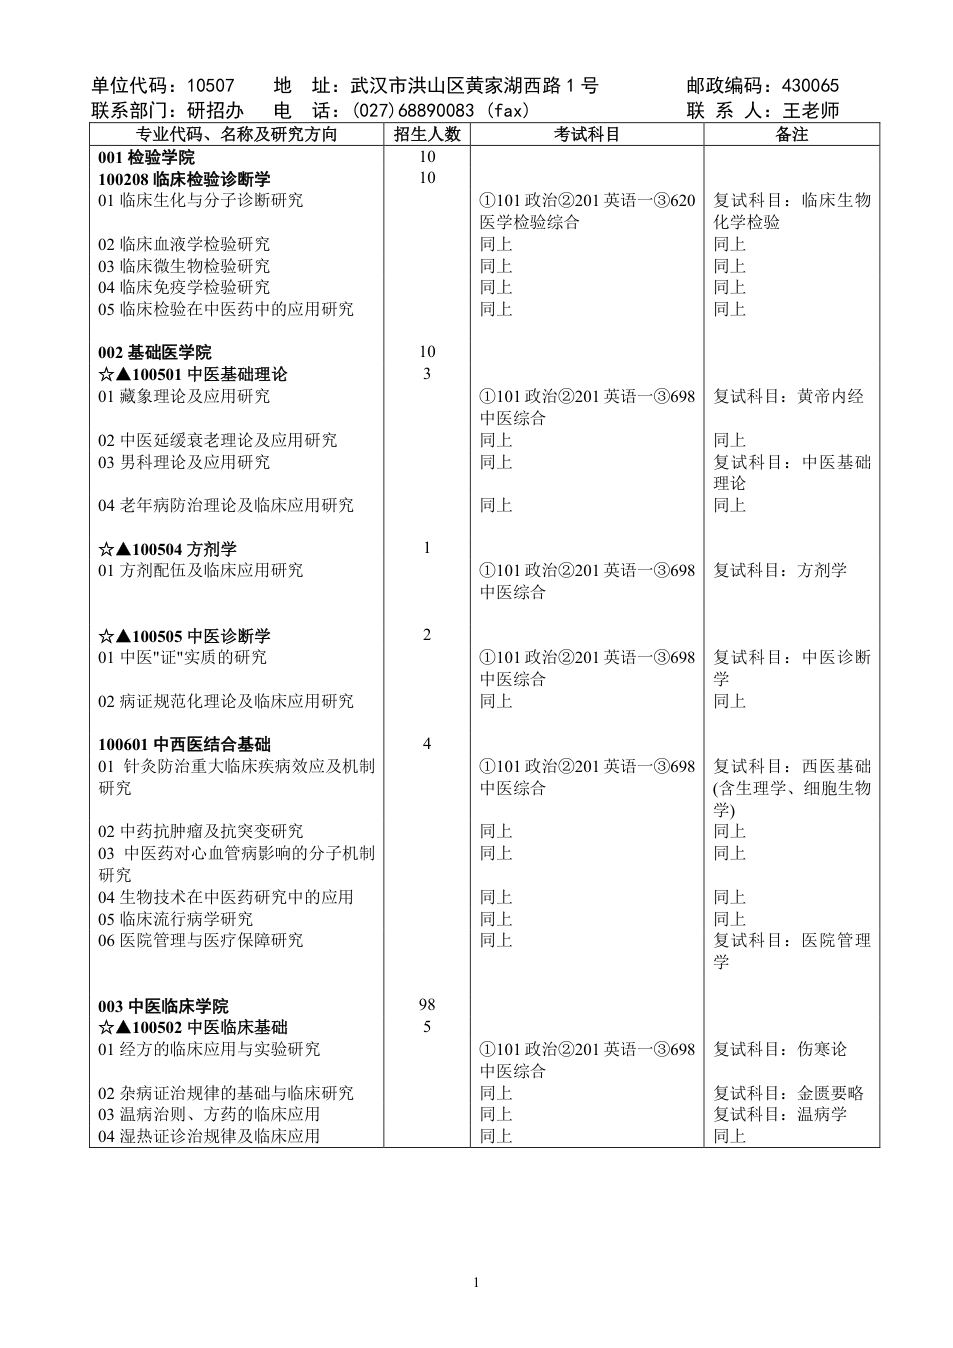 单位代码：10507 地 址：武汉市洪山区黄家湖西路1号 邮政编码：430065
联系部门：研招办 电 话：(027)68890083 (fax) 联 系 人：王老师
专业代码、名称及研究方向 招生人数 考试科目 备注
001 检验学院 10
100208 临床检验诊断学 10
01 临床生化与分子诊断研究 ①101 政治②201 英语一③620 复试科目：临床生物
医学检验综合 化学检验
02 临床血液学检验研究 同上 同上
03 临床微生物检验研究 同上 同上
04 临床免疫学检验研究 同上 同上
05 临床检验在中医药中的应用研究 同上 同上
002 基础医学院 10
☆▲100501 中医基础理论 3
01 藏象理论及应用研究 ①101 政治②201 英语一③698 复试科目：黄帝内经
中医综合
02 中医延缓衰老理论及应用研究 同上 同上
03 男科理论及应用研究 同上 复试科目：中医基础
理论
04 老年病防治理论及临床应用研究 同上 同上
☆▲100504 方剂学 1
01 方剂配伍及临床应用研究 ①101 政治②201 英语一③698 复试科目：方剂学
中医综合
☆▲100505 中医诊断学 2
01 中医"证"实质的研究 ①101 政治②201 英语一③698 复试科目：中医诊断
中医综合 学
02 病证规范化理论及临床应用研究 同上 同上
100601 中西医结合基础 4
01 针灸防治重大临床疾病效应及机制 ①101 政治②201 英语一③698 复试科目：西医基础
研究 中医综合 (含生理学、细胞生物
学)
02 中药抗肿瘤及抗突变研究 同上 同上
03 中医药对心血管病影响的分子机制 同上 同上
研究
04 生物技术在中医药研究中的应用 同上 同上
05 临床流行病学研究 同上 同上
06 医院管理与医疗保障研究 同上 复试科目：医院管理
学
003 中医临床学院 98
☆▲100502 中医临床基础 5
01 经方的临床应用与实验研究 ①101 政治②201 英语一③698 复试科目：伤寒论
中医综合
02 杂病证治规律的基础与临床研究 同上 复试科目：金匮要略
03 温病治则、方药的临床应用 同上 复试科目：温病学
04 湿热证诊治规律及临床应用 同上 同上
1